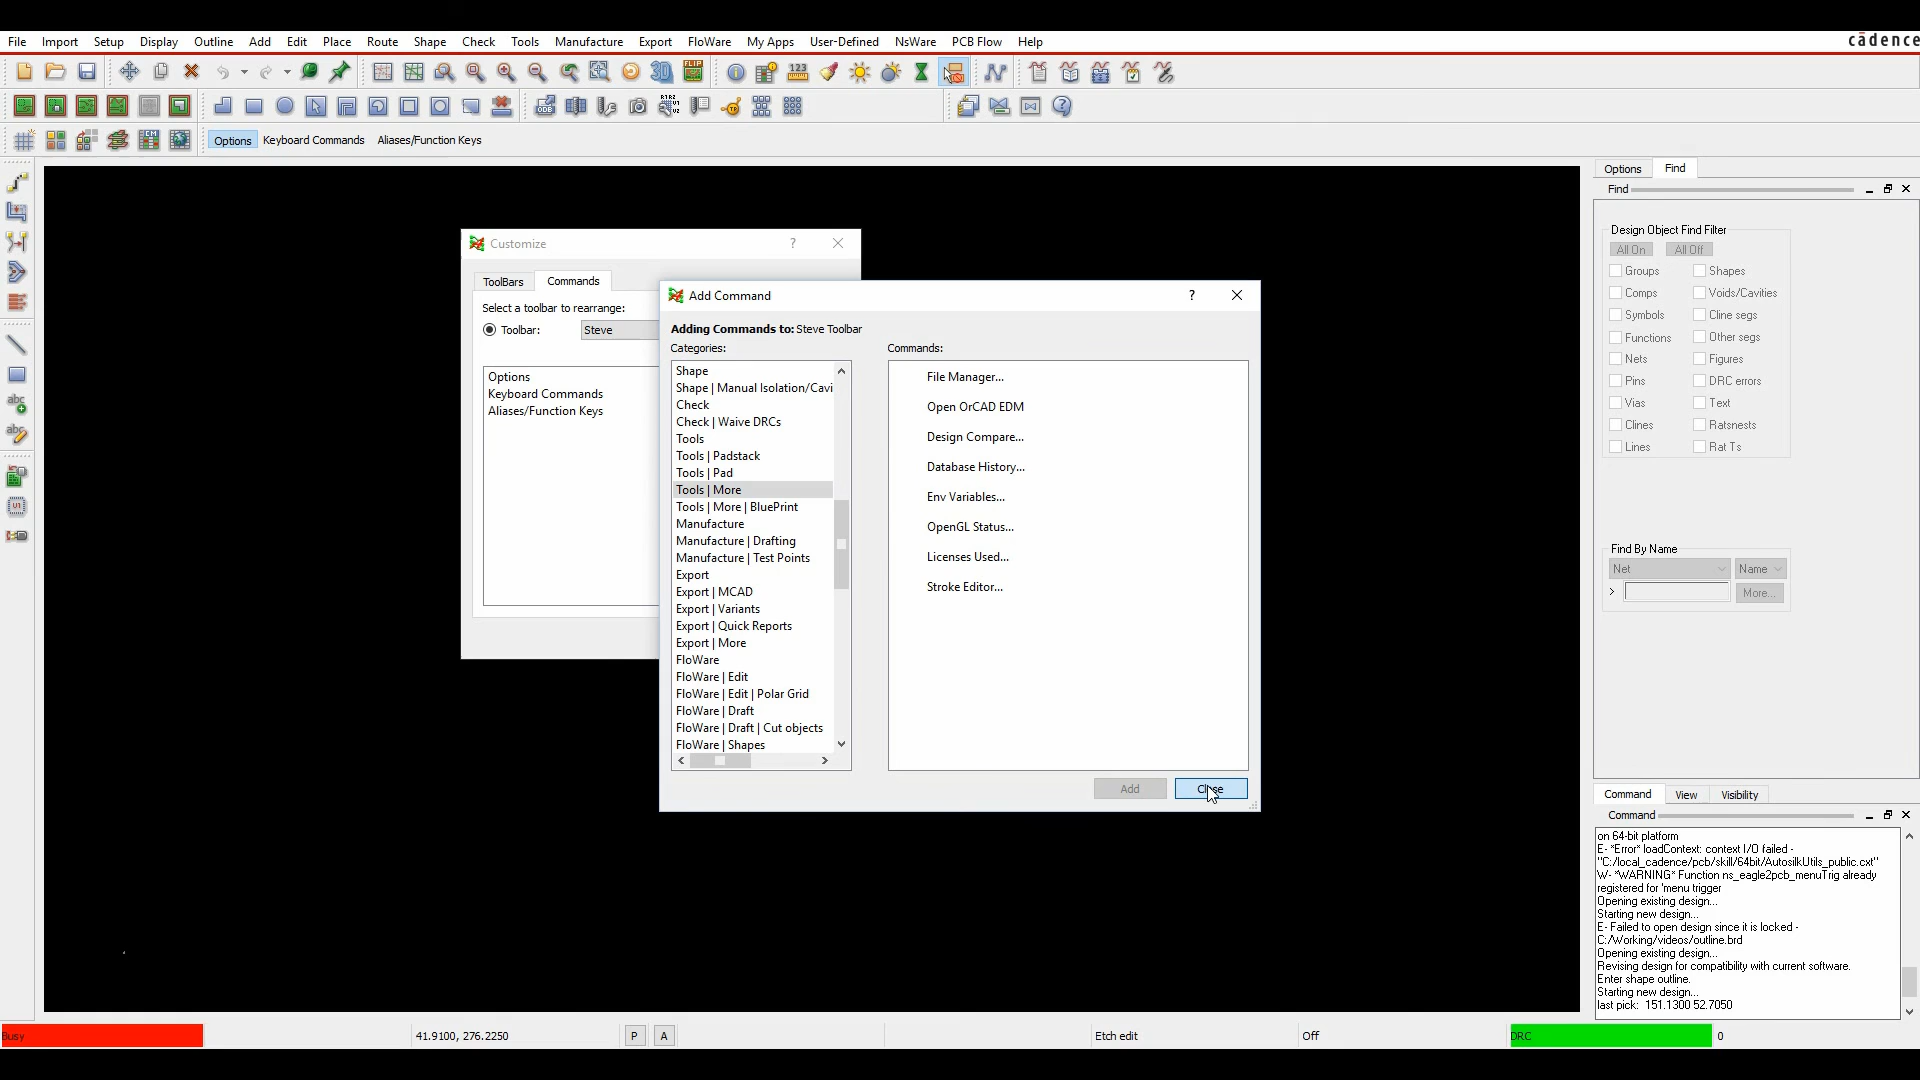 File Import Setup Display Outline Add Edit Place Route Shape Check Tools Manufacture Export FloWare My Apps User-Defined NsWare PCB Flow Help
cādence
Options Keyboard Commands Aliases/Function Keys
Options Find
Find
Design Object Find Filter
All On All Off
Groups Shapes
Comps Voids/Cavities
Symbols Cline segs
Functions Other segs
Nets Figures
Pins DRC errors
Vias Text
Clines Ratsnests
Lines Rat Ts
Find By Name
Net Name
> More...
Customize ?
ToolBars Commands
Select a toolbar to rearrange:
Toolbar: Steve
Options
Keyboard Commands
Aliases/Function Keys
Add Command ?
Adding Commands to: Steve Toolbar
Categories: Commands:
Shape
Shape | Manual Isolation/Cavi
Check
Check | Waive DRCs
Tools
Tools | Padstack
Tools | Pad
Tools | More
Tools | More | BluePrint
Manufacture
Manufacture | Drafting
Manufacture | Test Points
Export
Export | MCAD
Export | Variants
Export | Quick Reports
Export | More
FloWare
FloWare | Edit
FloWare | Edit | Polar Grid
FloWare | Draft
FloWare | Draft | Cut objects
FloWare | Shapes
File Manager...
Open OrCAD EDM
Design Compare...
Database History...
Env Variables...
OpenGL Status...
Licenses Used...
Stroke Editor...
Add Close
Command View Visibility
Command
on 64-bit platform
E- *Error* loadContext: context I/O failed -
"C:/local_cadence/pcb/skill/64bit/AutosilkUtils_public.cxt"
W- *WARNING* Function ns_eagle2pcb_menuTrig already
registered for 'menu trigger
Opening existing design...
Starting new design...
E- Failed to open design since it is locked -
C:/Working/videos/outline.brd
Opening existing design...
Revising design for compatibility with current software.
Enter shape outline.
Starting new design...
last pick: 151.1300 52.7050
Busy 41.9100, 276.2250 P A Etch edit Off DRC 0